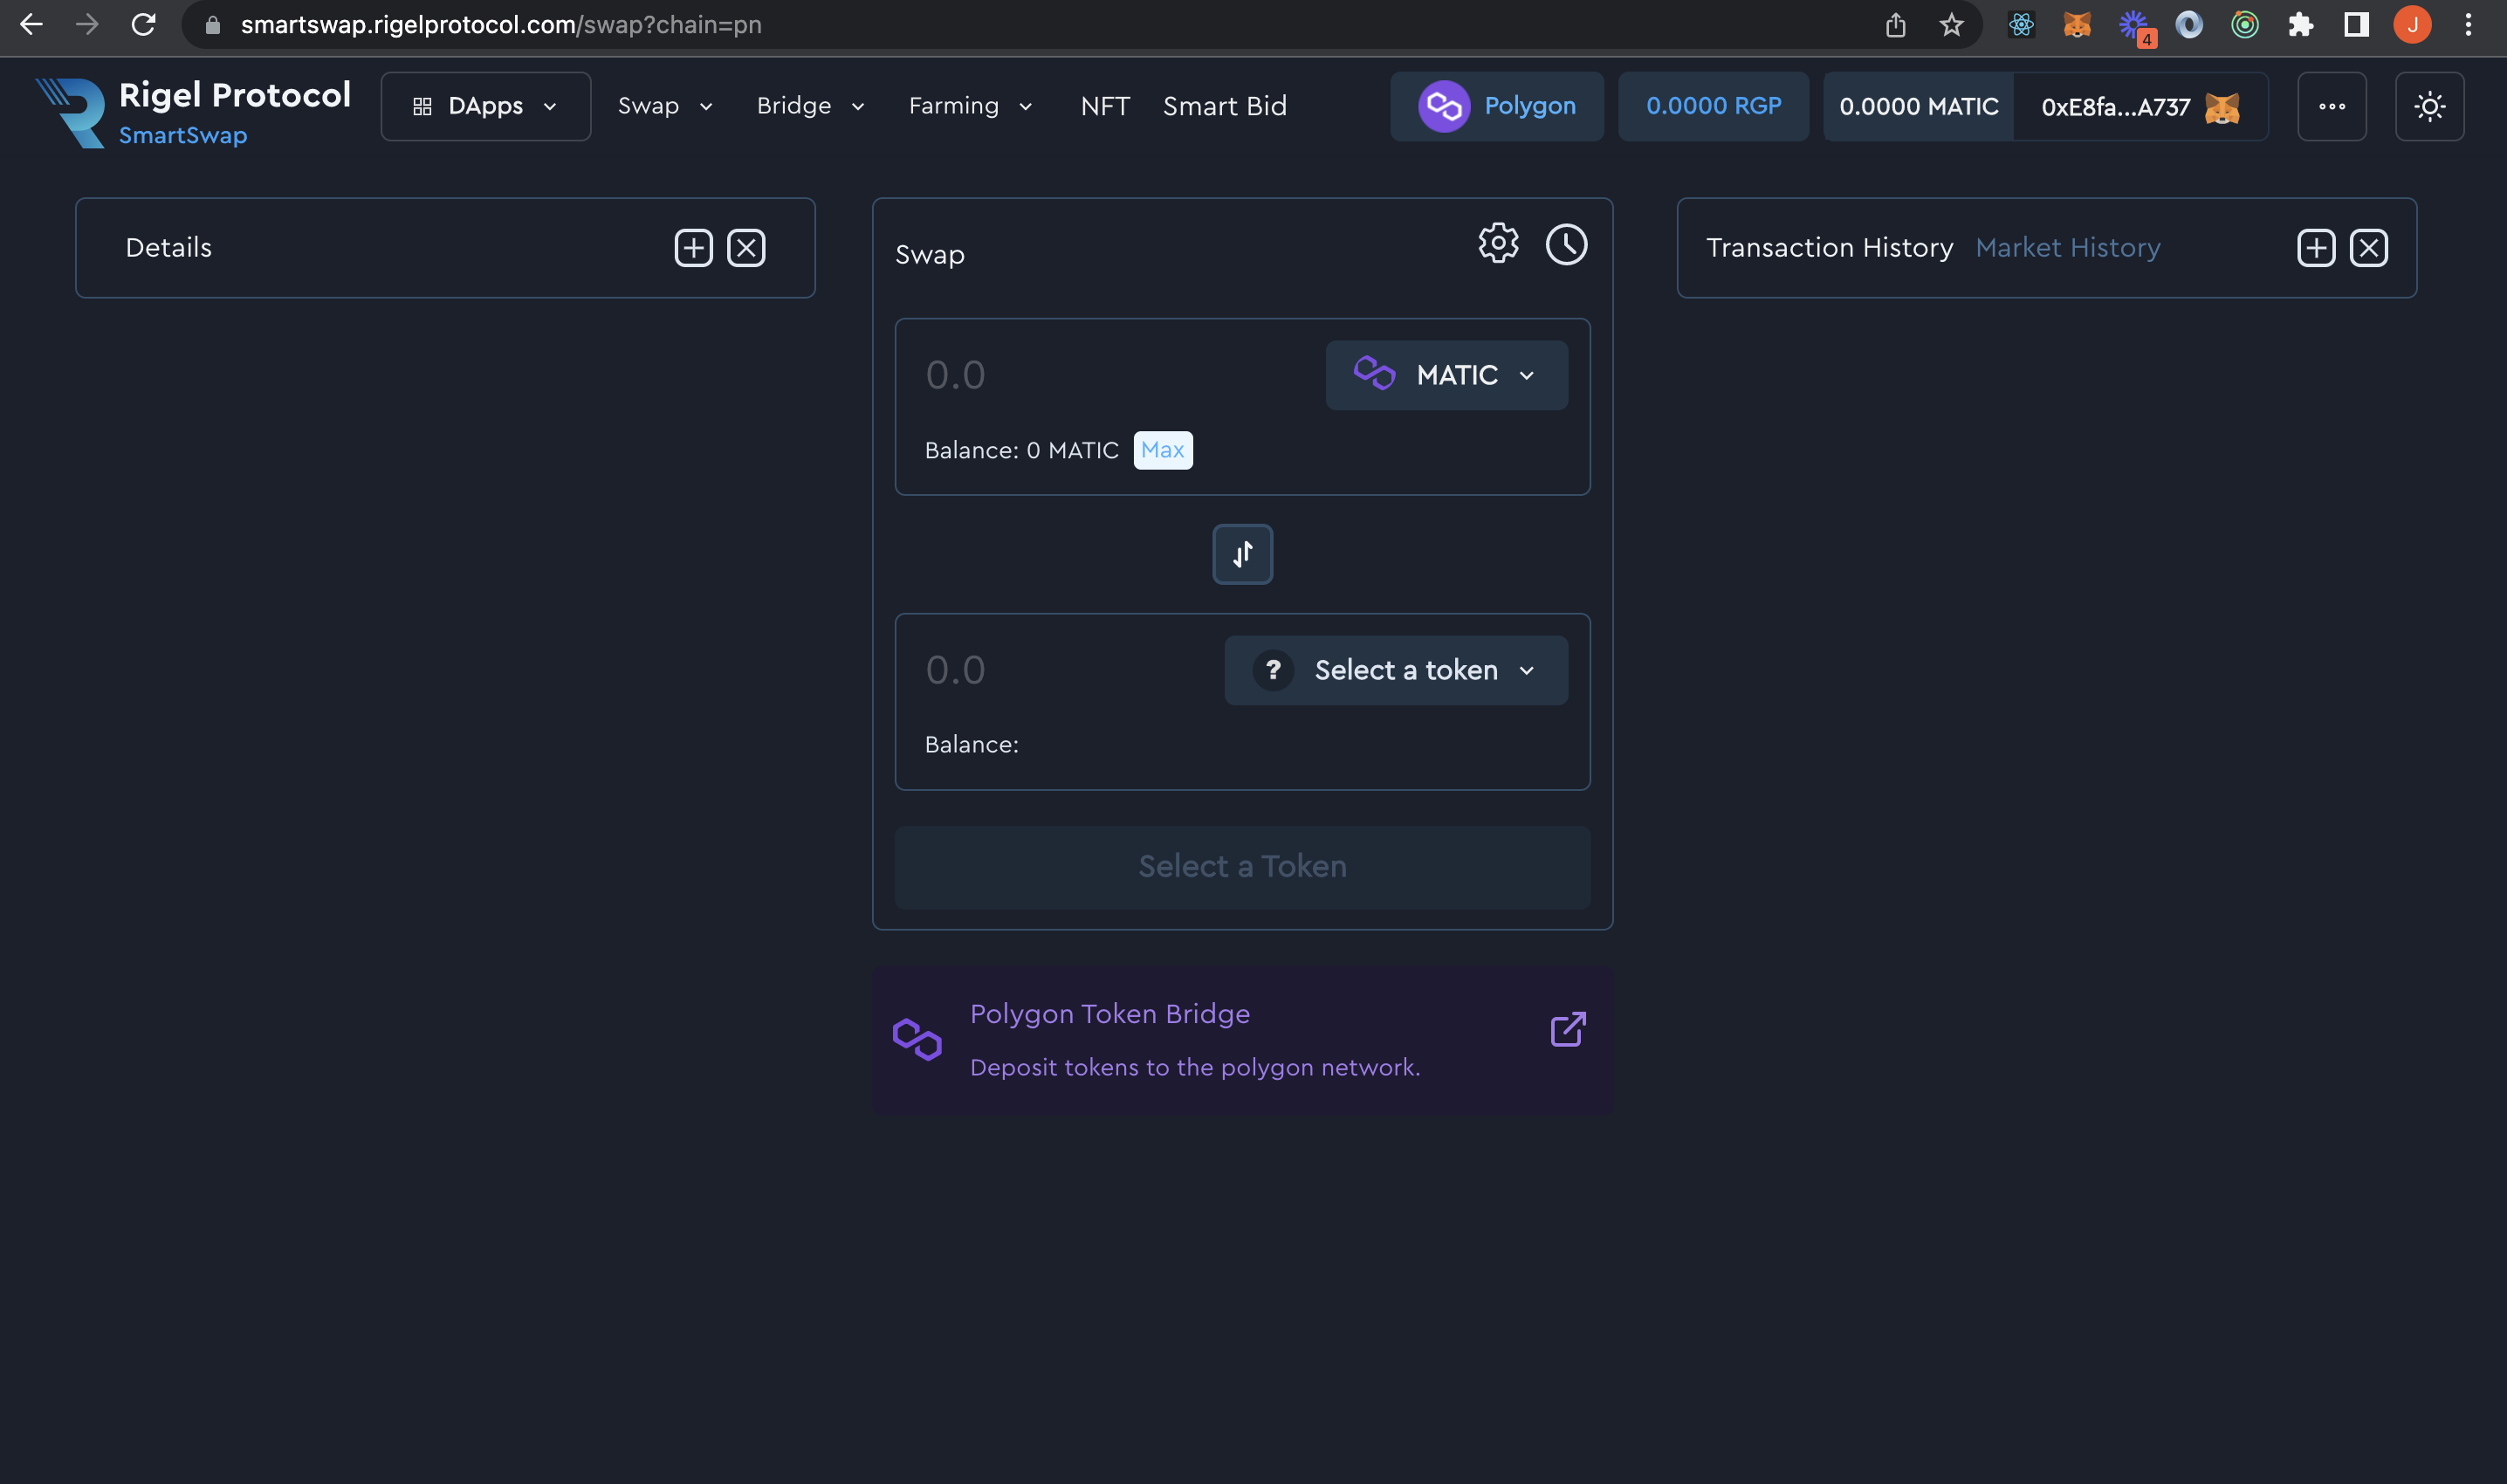 smartswap.rigelprotocol.com/swap?chain=pn
4
J
Rigel Protocol
SmartSwap
DApps
Swap
Bridge
Farming
NFT
Smart Bid
Polygon
0.0000 RGP
0.0000 MATIC
0xE8fa...A737
Details
Swap
0.0
MATIC
Balance: 0 MATIC Max
0.0
? Select a token
Balance:
Select a Token
Polygon Token Bridge
Deposit tokens to the polygon network.
Transaction History Market History